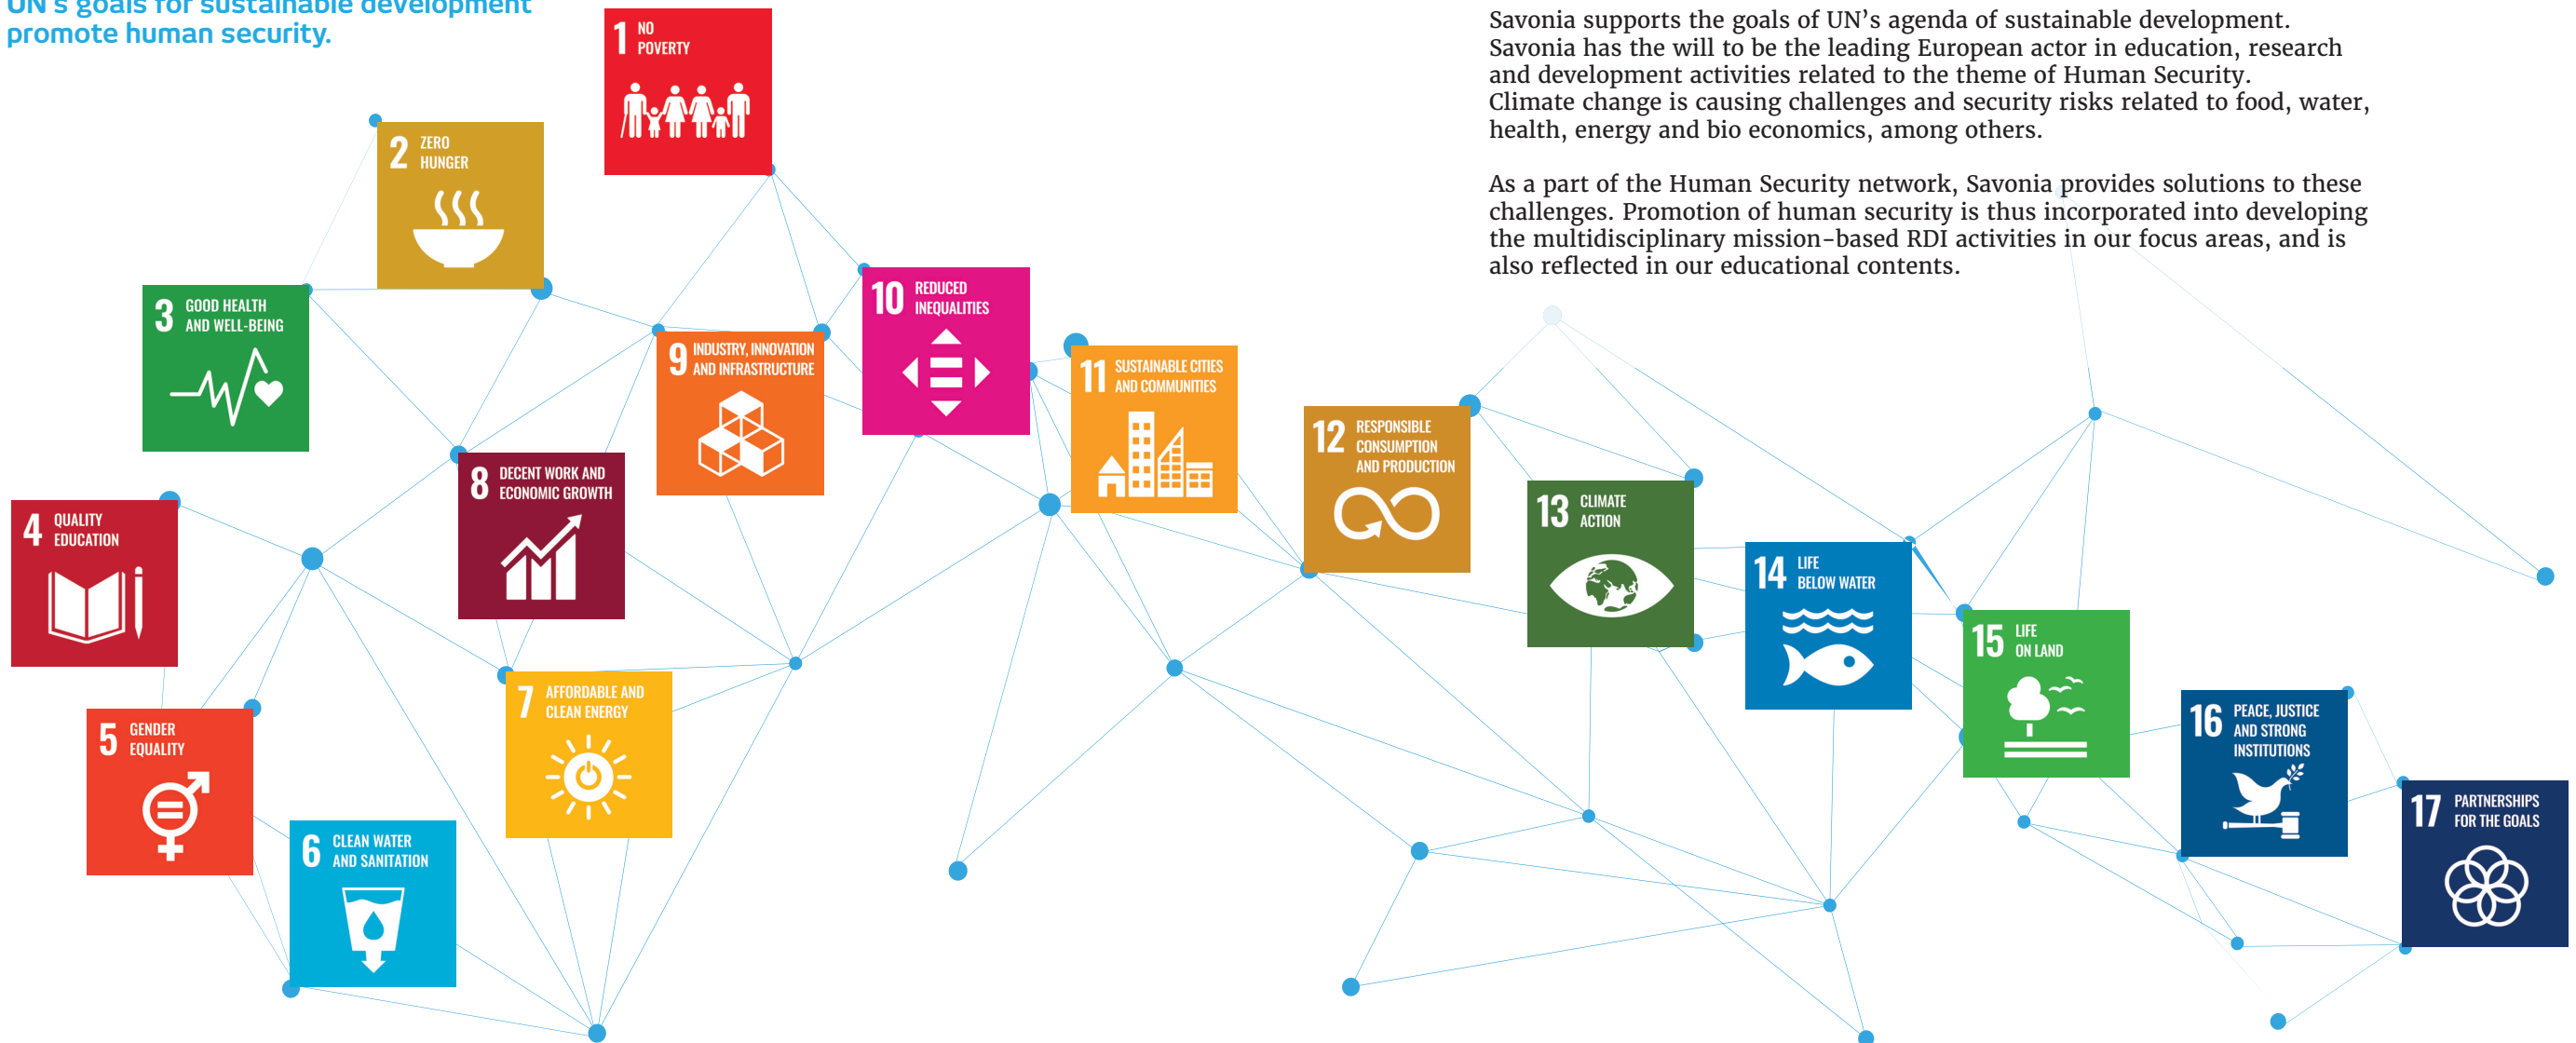 UN's goals for sustainable development
promote human security.
Savonia supports the goals of UN's agenda of sustainable development.
Savonia has the will to be the leading European actor in education, research
and development activities related to the theme of Human Security.
Climate change is causing challenges and security risks related to food, water,
health, energy and bio economics, among others.
As a part of the Human Security network, Savonia provides solutions to these
challenges. Promotion of human security is thus incorporated into developing
the multidisciplinary mission-based RDI activities in our focus areas, and is
also reflected in our educational contents.
1 NO
POVERTY
2 ZERO
HUNGER
3 GOOD HEALTH
AND WELL-BEING
4 QUALITY
EDUCATION
5 GENDER
EQUALITY
6 CLEAN WATER
AND SANITATION
7 AFFORDABLE AND
CLEAN ENERGY
8 DECENT WORK AND
ECONOMIC GROWTH
9 INDUSTRY, INNOVATION
AND INFRASTRUCTURE
10 REDUCED
INEQUALITIES
11 SUSTAINABLE CITIES
AND COMMUNITIES
12 RESPONSIBLE
CONSUMPTION
AND PRODUCTION
13 CLIMATE
ACTION
14 LIFE
BELOW WATER
15 LIFE
ON LAND
16 PEACE, JUSTICE
AND STRONG
INSTITUTIONS
17 PARTNERSHIPS
FOR THE GOALS